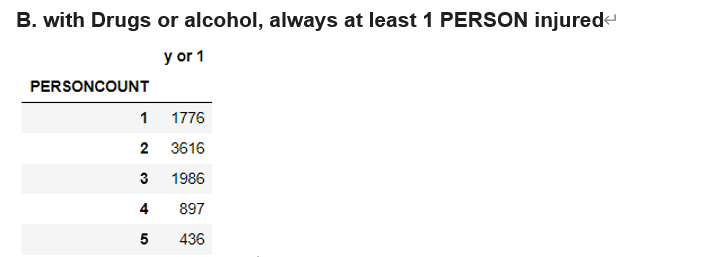 B. with Drugs or alcohol, always at least 1 PERSON injured↵
y or 1
PERSONCOUNT
1 1776
2 3616
3 1986
4 897
5 436